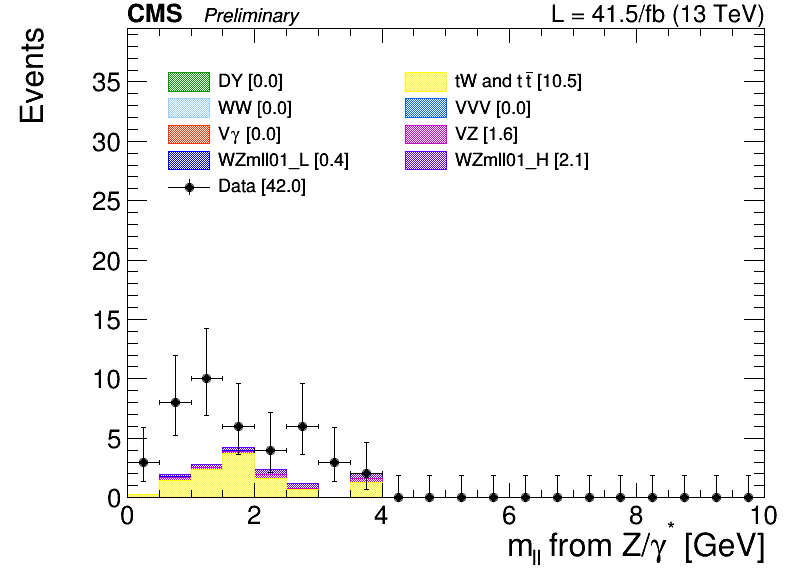 CMS Preliminary L = 41.5/fb (13 TeV)
Events
35
30
25
20
15
10
5
0
DY [0.0]
WW [0.0]
Vγ [0.0]
WZmll01_L [0.4]
Data [42.0]
tW and t t̄ [10.5]
VVV [0.0]
VZ [1.6]
WZmll01_H [2.1]
0 2 4 6 8 10
m_ll from Z/γ* [GeV]